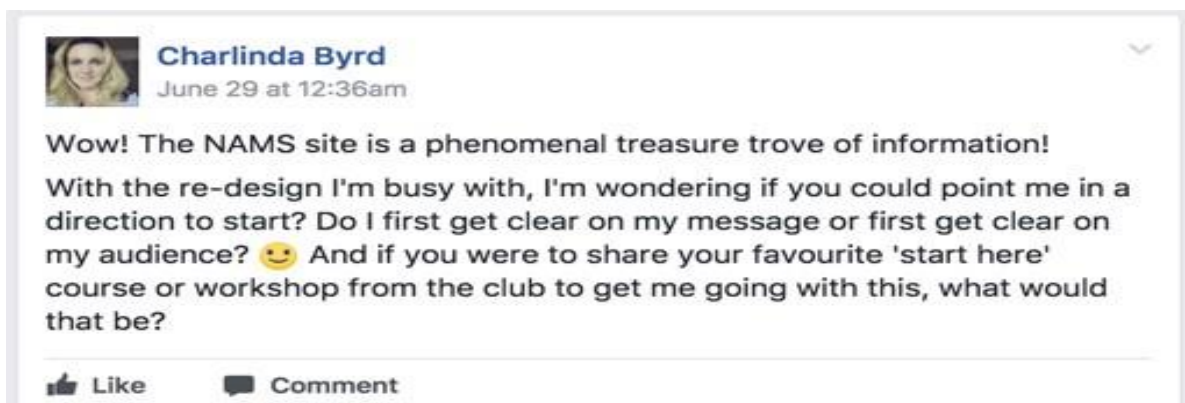 Charlinda Byrd
June 29 at 12:36am
Wow! The NAMS site is a phenomenal treasure trove of information!
With the re-design I'm busy with, I'm wondering if you could point me in a
direction to start? Do I first get clear on my message or first get clear on
my audience? 🙂 And if you were to share your favourite 'start here'
course or workshop from the club to get me going with this, what would
that be?
Like Comment